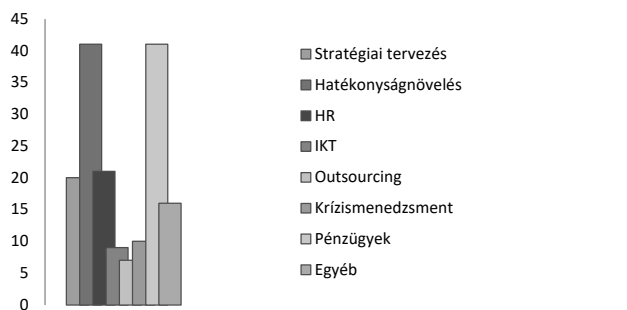 45
40
35
30
25
20
15
10
5
0
Stratégiai tervezés
Hatékonyságnövelés
HR
IKT
Outsourcing
Krízismenedzsment
Pénzügyek
Egyéb